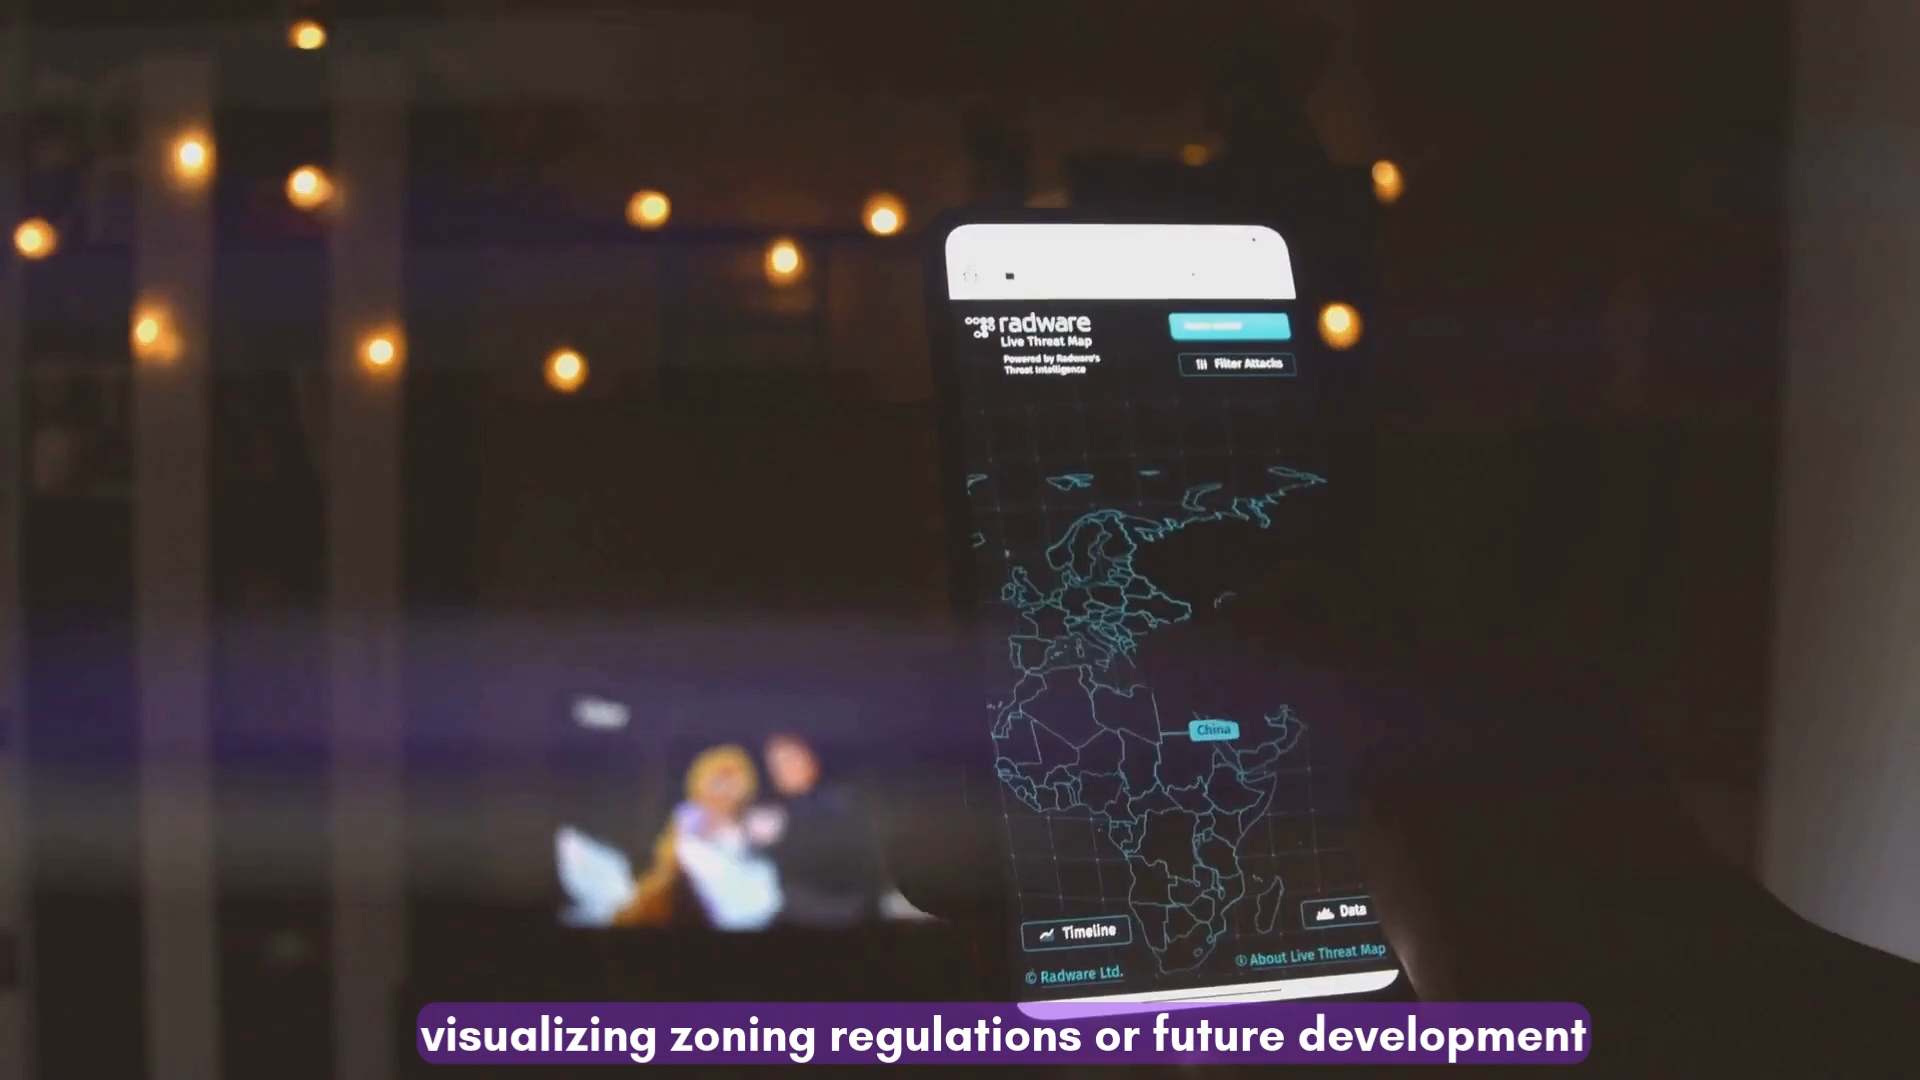 radware
Live Threat Map
Powered by Radware's
Threat Intelligence
Filter Attacks
China
Timeline
Data
© Radware Ltd.
About Live Threat Map
visualizing zoning regulations or future development